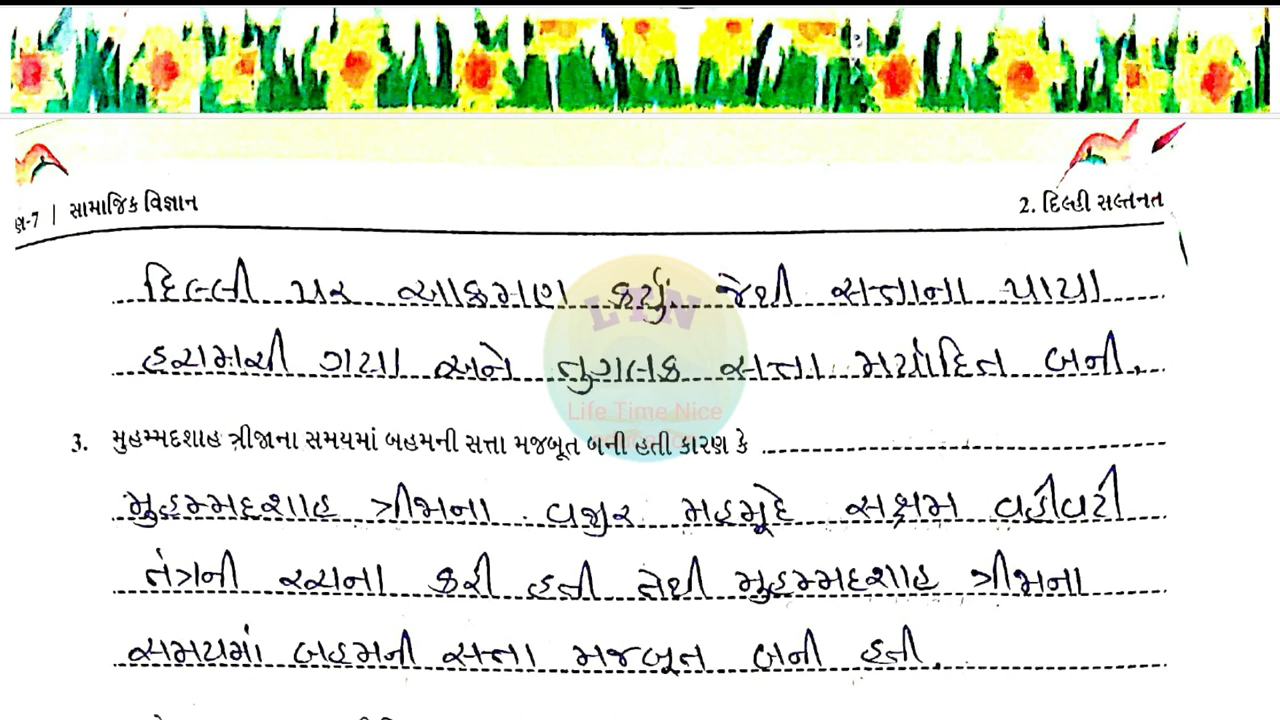 ણ-7 | સામાજિક વિજ્ઞાન
2. દિલ્હી સલ્તનત
દિલ્લી પર આક્રમણ કર્યું. જેથી સત્તાના પાયા
હચમચી ગયા અને તુગલક સત્તા મર્યાદિત બની.
LTN
Life Time Nice
3. મુહમ્મદશાહ ત્રીજાના સમયમાં બહમની સત્તા મજબૂત બની હતી કારણ કે
મુહમ્મદશાહ ત્રીજાના વજીર મહમૂદે સક્ષમ વહીવટી
તંત્રની રચના કરી હતી તેથી મુહમ્મદશાહ ત્રીજાના
સમયમાં બહમની સત્તા મજબૂત બની હતી.